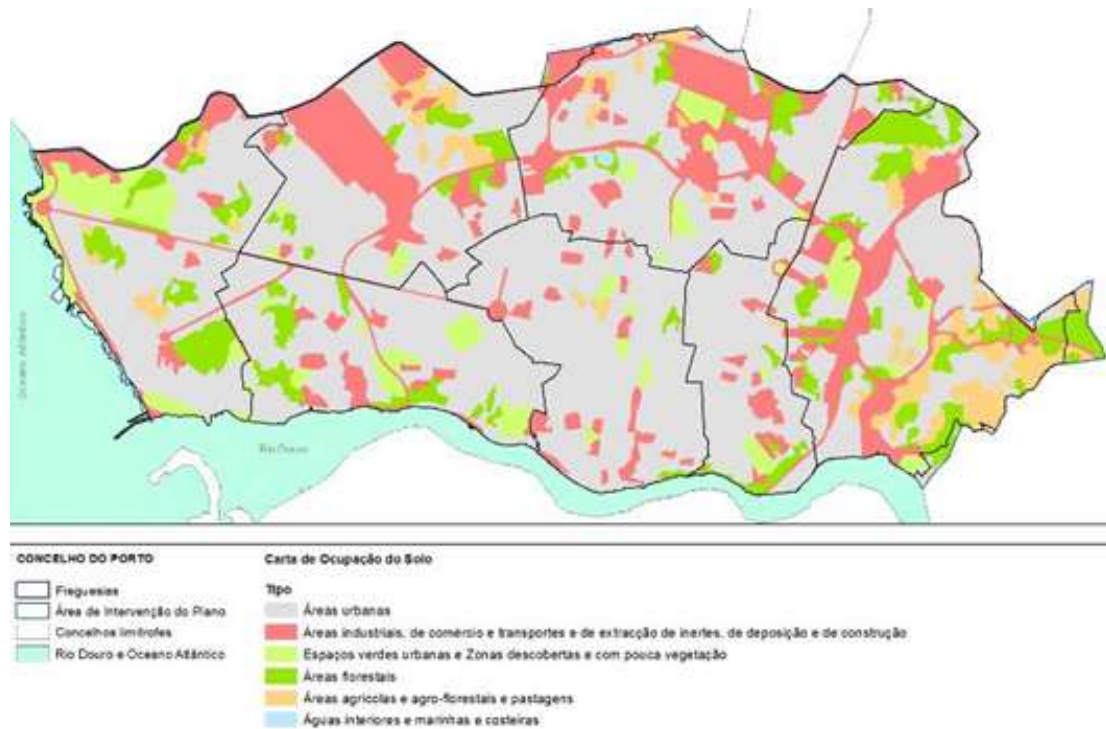 Oceano Atlântico
Rio Douro
CONCELHO DO PORTO
Freguesias
Área de Intervenção do Plano
Concelhos limítrofes
Rio Douro e Oceano Atlântico
Carta de Ocupação do Solo
Tipo
Áreas urbanas
Áreas industriais, de comércio e transportes e de extracção de inertes, de deposição e de construção
Espaços verdes urbanas e Zonas descobertas e com pouca vegetação
Áreas florestais
Áreas agrícolas e agro-florestais e pastagens
Águas interiores e marinhas e costeiras